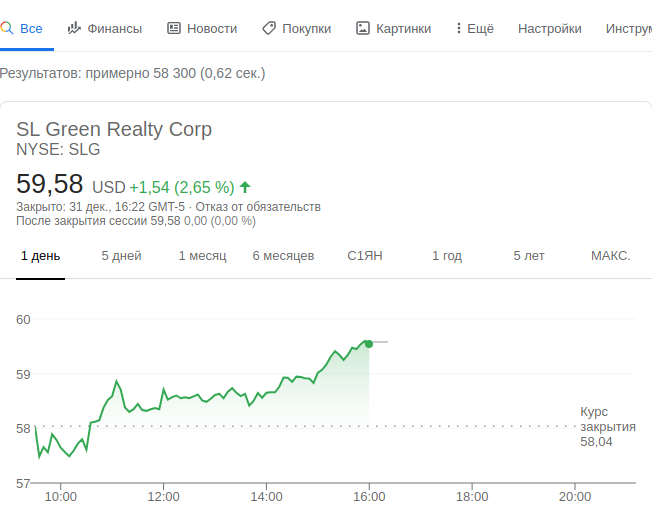 Все Финансы Новости Покупки Картинки Ещё Настройки Инструм
Результатов: примерно 58 300 (0,62 сек.)
SL Green Realty Corp
NYSE: SLG
59,58 USD +1,54 (2,65 %)
Закрыто: 31 дек., 16:22 GMT-5 · Отказ от обязательств
После закрытия сессии 59,58 0,00 (0,00 %)
1 день 5 дней 1 месяц 6 месяцев С1ЯН 1 год 5 лет МАКС.
60
59
58
57
Курс
закрытия
58,04
10:00 12:00 14:00 16:00 18:00 20:00